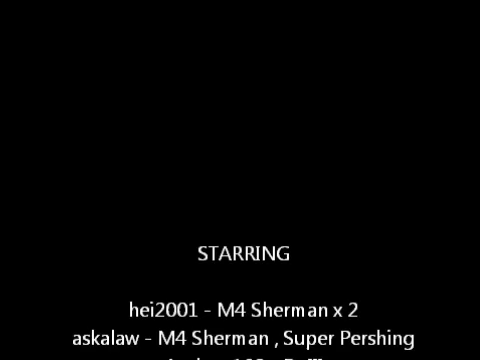 STARRING
hei2001 - M4 Sherman x 2
askalaw - M4 Sherman , Super Pershing